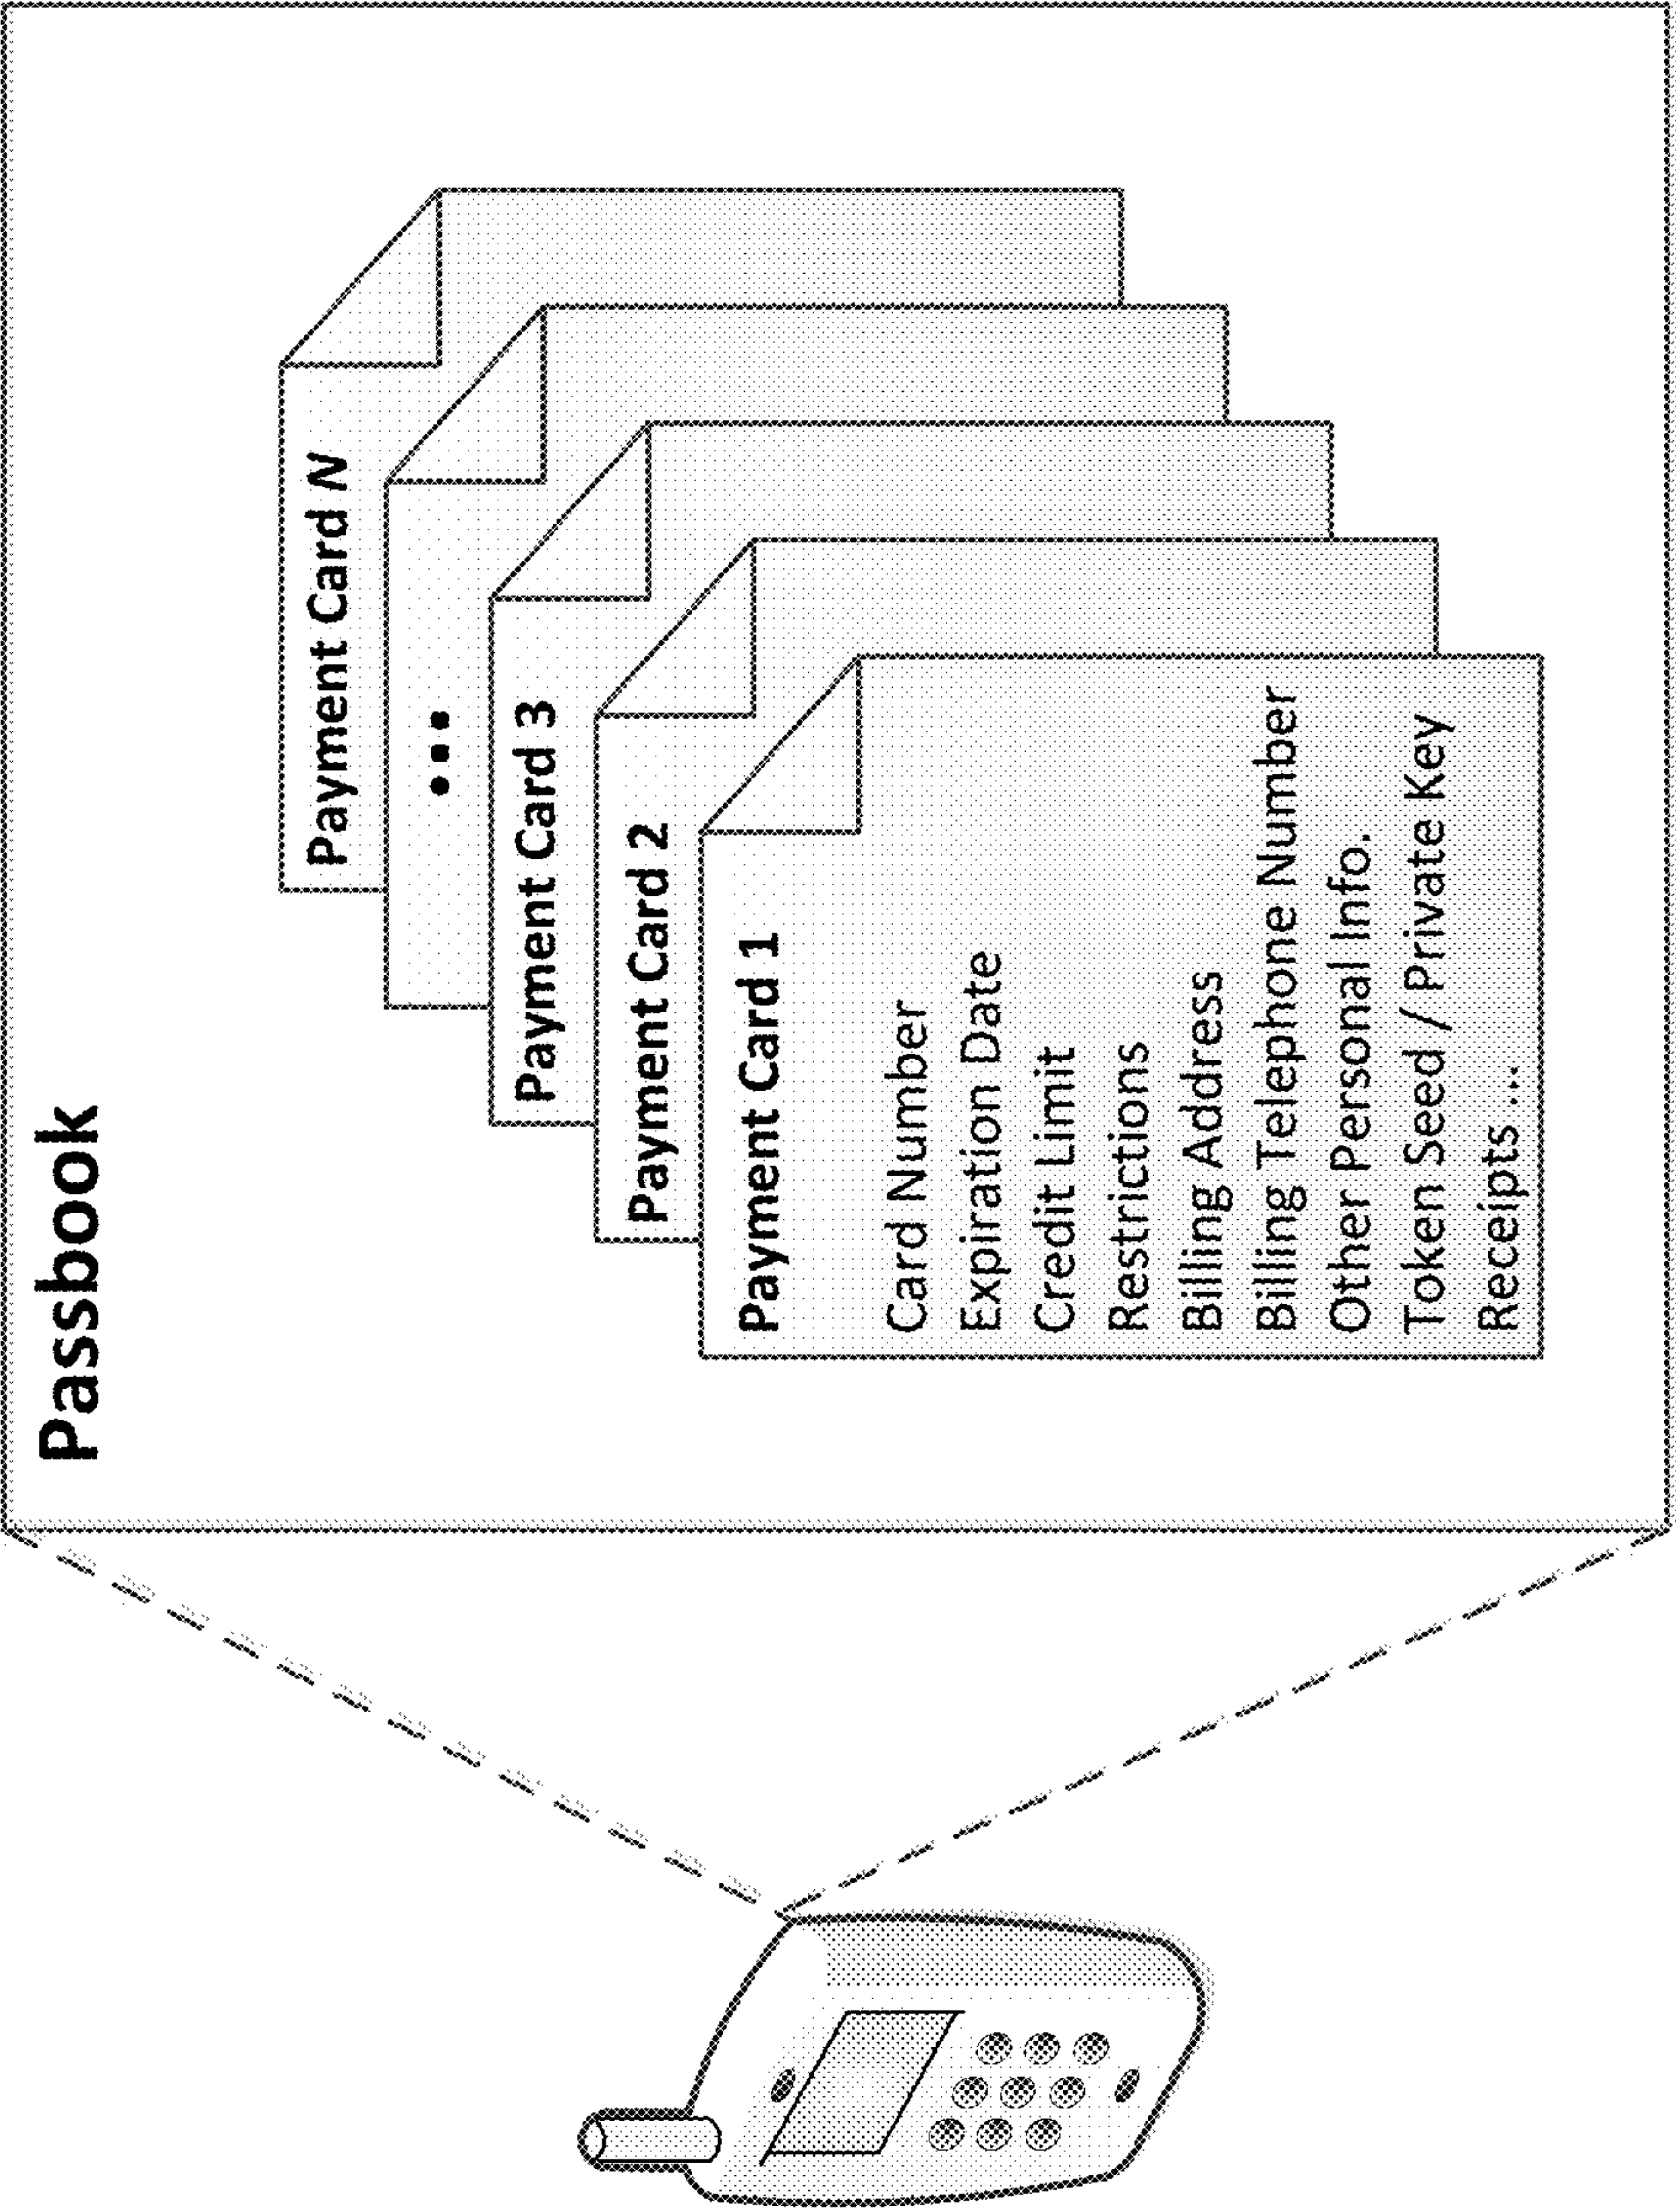 Passbook
Payment Card N
•••
Payment Card 3
Payment Card 2
Payment Card 1
Card Number
Expiration Date
Credit Limit
Restrictions
Billing Address
Billing Telephone Number
Other Personal Info.
Token Seed / Private Key
Receipts ...